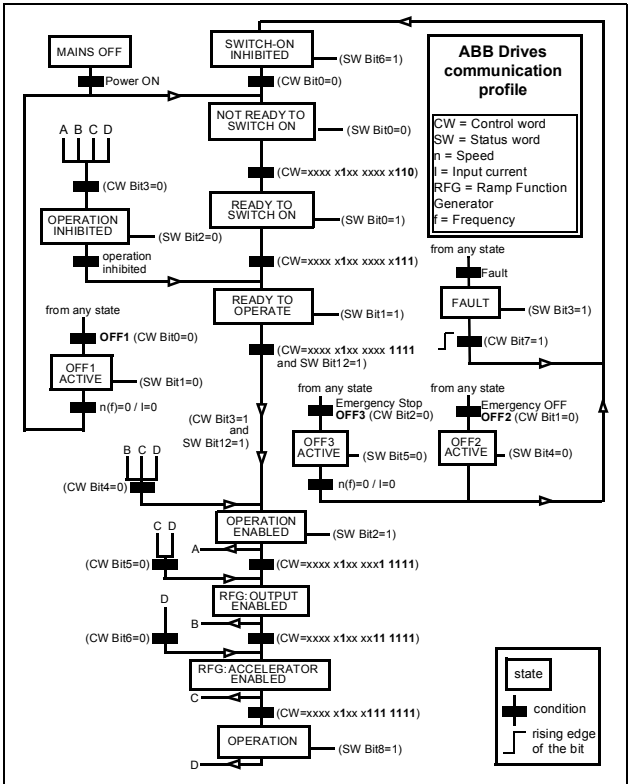 MAINS OFF
Power ON
SWITCH-ON
INHIBITED
(SW Bit6=1)
(CW Bit0=0)
ABB Drives
communication
profile
CW = Control word
SW = Status word
n = Speed
I = Input current
RFG = Ramp Function
Generator
f = Frequency
NOT READY TO
SWITCH ON
(SW Bit0=0)
A B C D
(CW Bit3=0)
(CW=xxxx x1xx xxxx x110)
OPERATION
INHIBITED
(SW Bit2=0)
operation
inhibited
READY TO
SWITCH ON
(SW Bit0=1)
(CW=xxxx x1xx xxxx x111)
from any state
Fault
FAULT
(SW Bit3=1)
(CW Bit7=1)
READY TO
OPERATE
(SW Bit1=1)
from any state
OFF1 (CW Bit0=0)
OFF1
ACTIVE
(SW Bit1=0)
n(f)=0 / I=0
(CW=xxxx x1xx xxxx 1111
and SW Bit12=1)
(CW Bit3=1
and
SW Bit12=1)
from any state
Emergency Stop
OFF3 (CW Bit2=0)
OFF3
ACTIVE
(SW Bit5=0)
n(f)=0 / I=0
from any state
Emergency OFF
OFF2 (CW Bit1=0)
OFF2
ACTIVE
(SW Bit4=0)
B C D
(CW Bit4=0)
OPERATION
ENABLED
(SW Bit2=1)
A
C D
(CW Bit5=0)
(CW=xxxx x1xx xxx1 1111)
RFG: OUTPUT
ENABLED
B
D
(CW Bit6=0)
(CW=xxxx x1xx xx11 1111)
RFG: ACCELERATOR
ENABLED
C
(CW=xxxx x1xx x111 1111)
OPERATION
(SW Bit8=1)
D
state
condition
rising edge
of the bit